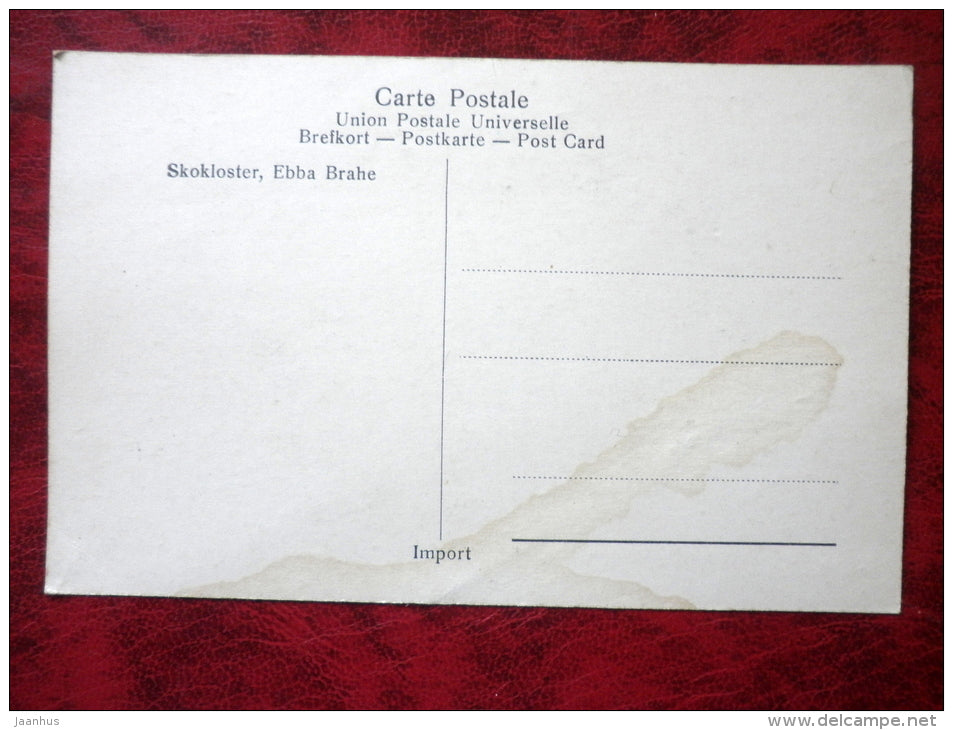 Carte Postale
Union Postale Universelle
Brefkort — Postkarte — Post Card
Skokloster, Ebba Brahe
Import
jaanhus
www.delcampe.net